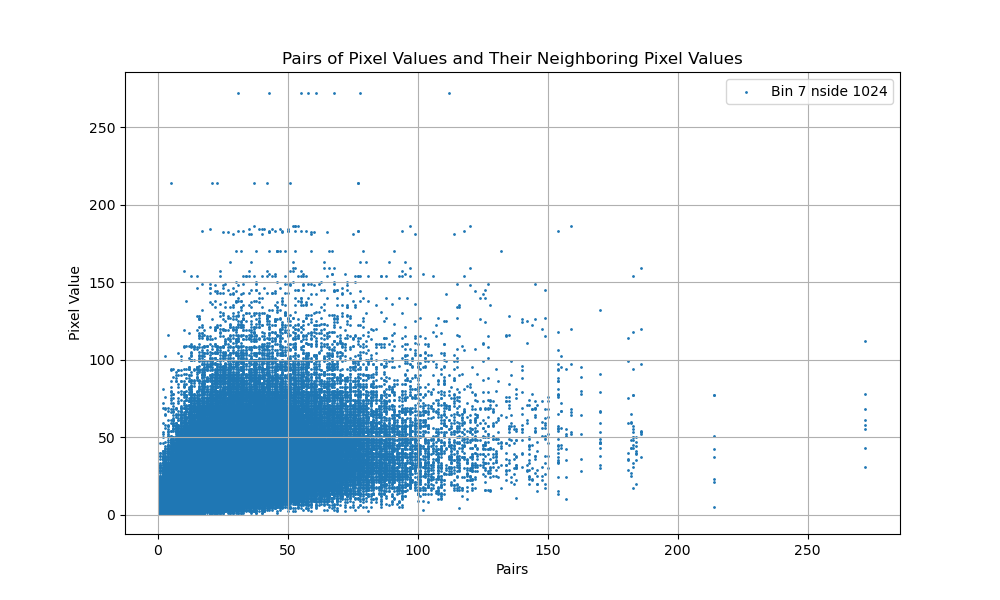 Pairs of Pixel Values and Their Neighboring Pixel Values
Bin 7 nside 1024
250
200
150
100
50
0
Pixel Value
0 50 100 150 200 250
Pairs